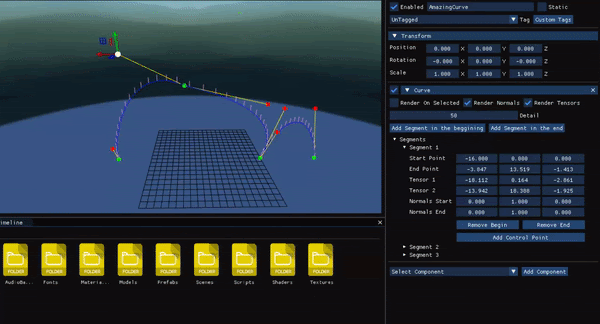 Enabled AmazingCurve Static
UnTagged Tag Custom Tags
Transform
Position 0.000 X 0.000 Y 0.000 Z
Rotation -0.000 X 0.000 Y -0.000 Z
Scale 1.000 X 1.000 Y 1.000 Z
Curve
Render On Selected Render Normals Render Tensors
50 Detail
Add Segment in the beggining Add Segment in the end
Segments
Segment 1
Start Point -16.000 0.000 0.000
End Point -3.847 13.519 -1.413
Tensor 1 -18.112 0.164 -2.861
Tensor 2 -13.942 18.388 -1.925
Normals Start 0.000 1.000 0.000
Normals End 0.000 1.000 0.000
Remove Begin Remove End
Add Control Point
Segment 2
Segment 3
Select Component Add Component
imeline
FOLDER FOLDER FOLDER FOLDER FOLDER FOLDER FOLDER FOLDER FOLDER
AudioBa... Fonts Materia... Models Prefabs Scenes Scripts Shaders Textures